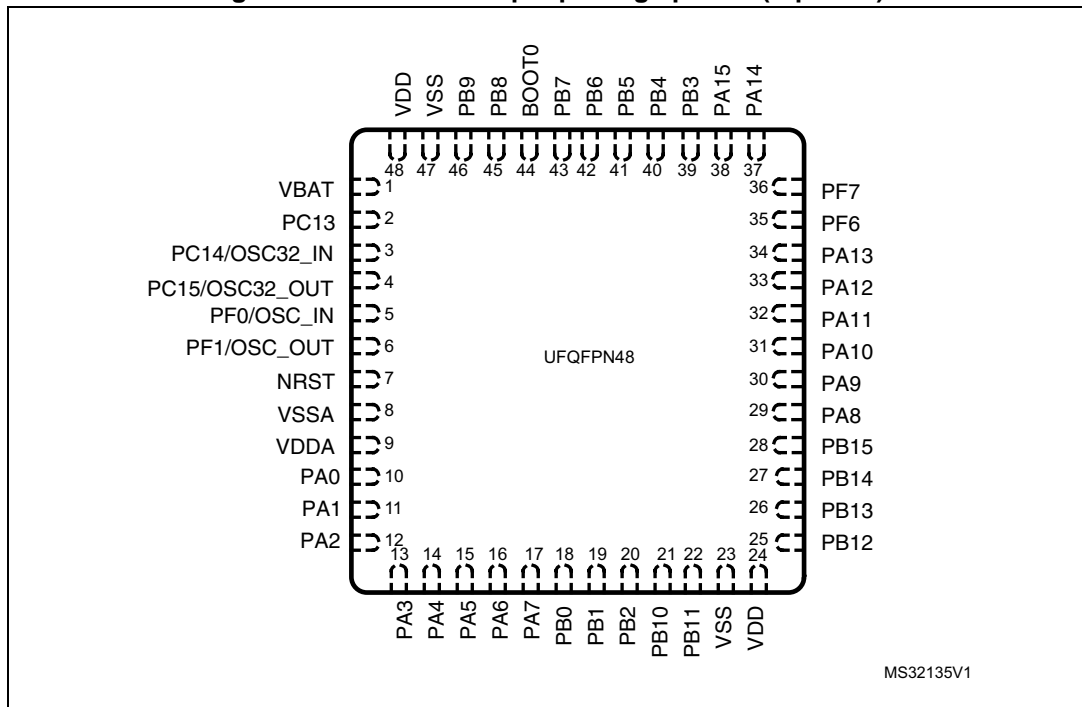 VDD
VSS
PB9
PB8
BOOT0
PB7
PB6
PB5
PB4
PB3
PA15
PA14
48 47 46 45 44 43 42 41 40 39 38 37
VBAT 1 36 PF7
PC13 2 35 PF6
PC14/OSC32_IN 3 34 PA13
PC15/OSC32_OUT 4 33 PA12
PF0/OSC_IN 5 32 PA11
PF1/OSC_OUT 6 UFQFPN48 31 PA10
NRST 7 30 PA9
VSSA 8 29 PA8
VDDA 9 28 PB15
PA0 10 27 PB14
PA1 11 26 PB13
PA2 12 25 PB12
13 14 15 16 17 18 19 20 21 22 23 24
PA3
PA4
PA5
PA6
PA7
PB0
PB1
PB2
PB10
PB11
VSS
VDD
MS32135V1